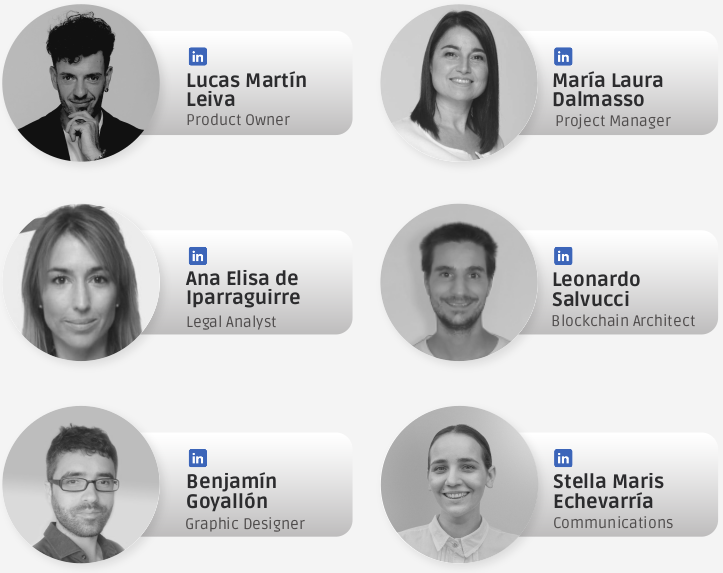 in
Lucas Martín
Leiva
Product Owner
in
María Laura
Dalmasso
Project Manager
in
Ana Elisa de
Iparraguirre
Legal Analyst
in
Leonardo
Salvucci
Blockchain Architect
in
Benjamín
Goyallón
Graphic Designer
in
Stella Maris
Echevarría
Communications